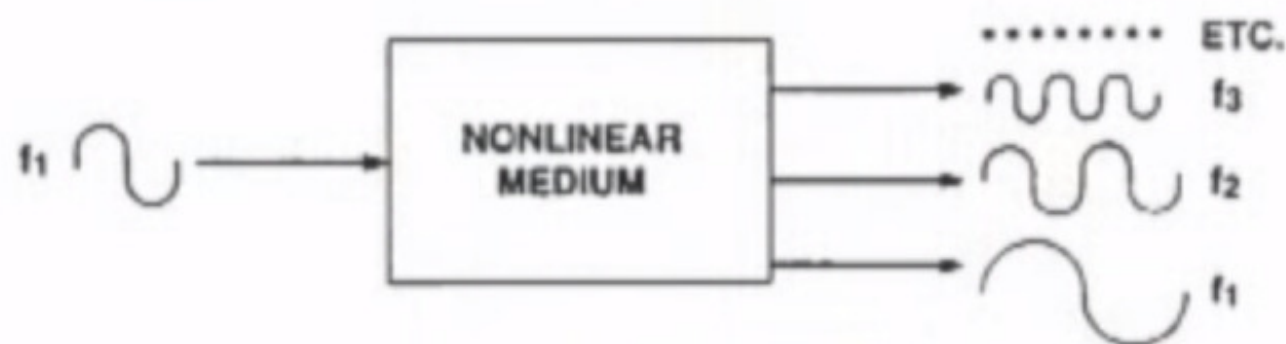 ETC.
f3
NONLINEAR
MEDIUM
f1
f2
f1